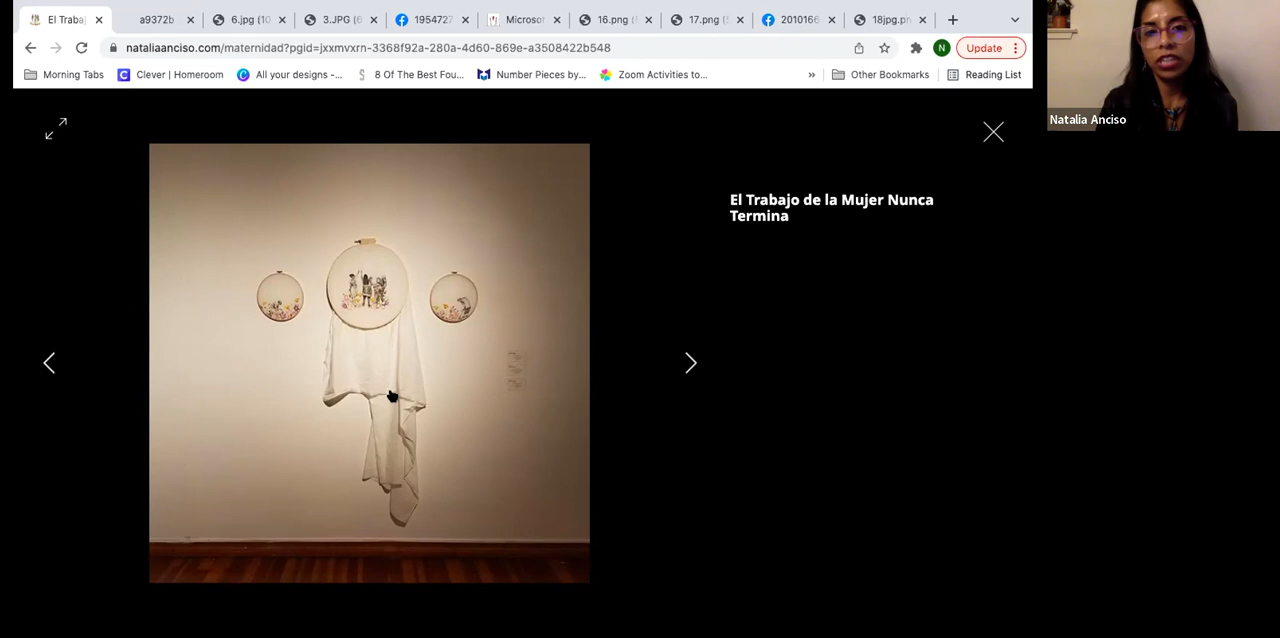 El Trabaj
a9372b
6.jpg (10
3.JPG (6
1954727
Microsof
16.png (
17.png (
2010166
18jpg.pn
nataliaanciso.com/maternidad?pgid=jxxmvxrn-3368f92a-280a-4d60-869e-a3508422b548
N
Update
Morning Tabs
Clever | Homeroom
All your designs -...
8 Of The Best Fou...
Number Pieces by...
Zoom Activities to...
»
Other Bookmarks
Reading List
Natalia Anciso
El Trabajo de la Mujer Nunca
Termina